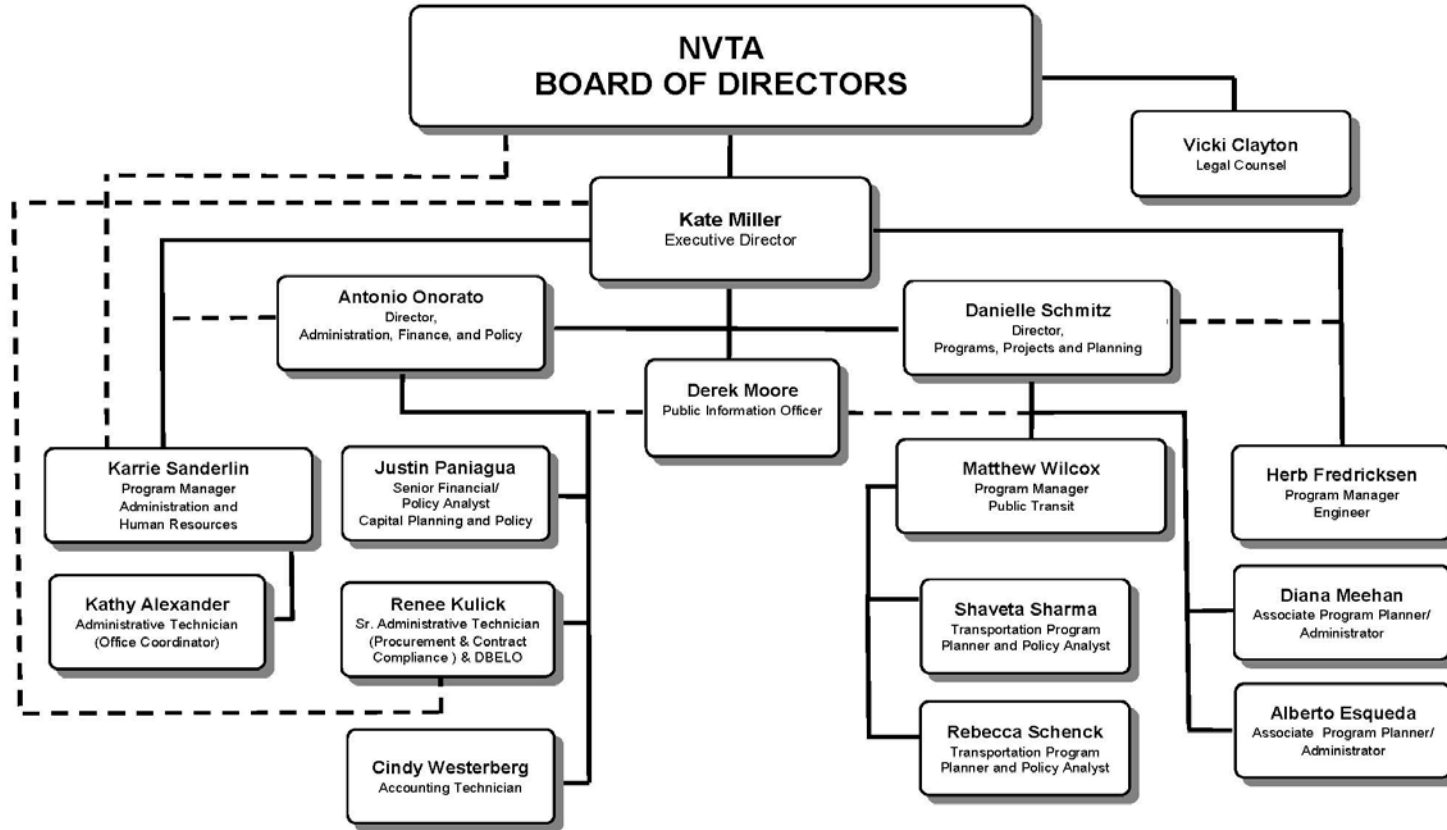 NVTA
BOARD OF DIRECTORS
Vicki Clayton
Legal Counsel
Kate Miller
Executive Director
Antonio Onorato
Director,
Administration, Finance, and Policy
Danielle Schmitz
Director,
Programs, Projects and Planning
Derek Moore
Public Information Officer
Karrie Sanderlin
Program Manager
Administration and
Human Resources
Justin Paniagua
Senior Financial/
Policy Analyst
Capital Planning and Policy
Matthew Wilcox
Program Manager
Public Transit
Herb Fredricksen
Program Manager
Engineer
Kathy Alexander
Administrative Technician
(Office Coordinator)
Renee Kulick
Sr. Administrative Technician
(Procurement & Contract
Compliance ) & DBELO
Shaveta Sharma
Transportation Program
Planner and Policy Analyst
Diana Meehan
Associate Program Planner/
Administrator
Cindy Westerberg
Accounting Technician
Rebecca Schenck
Transportation Program
Planner and Policy Analyst
Alberto Esqueda
Associate Program Planner/
Administrator